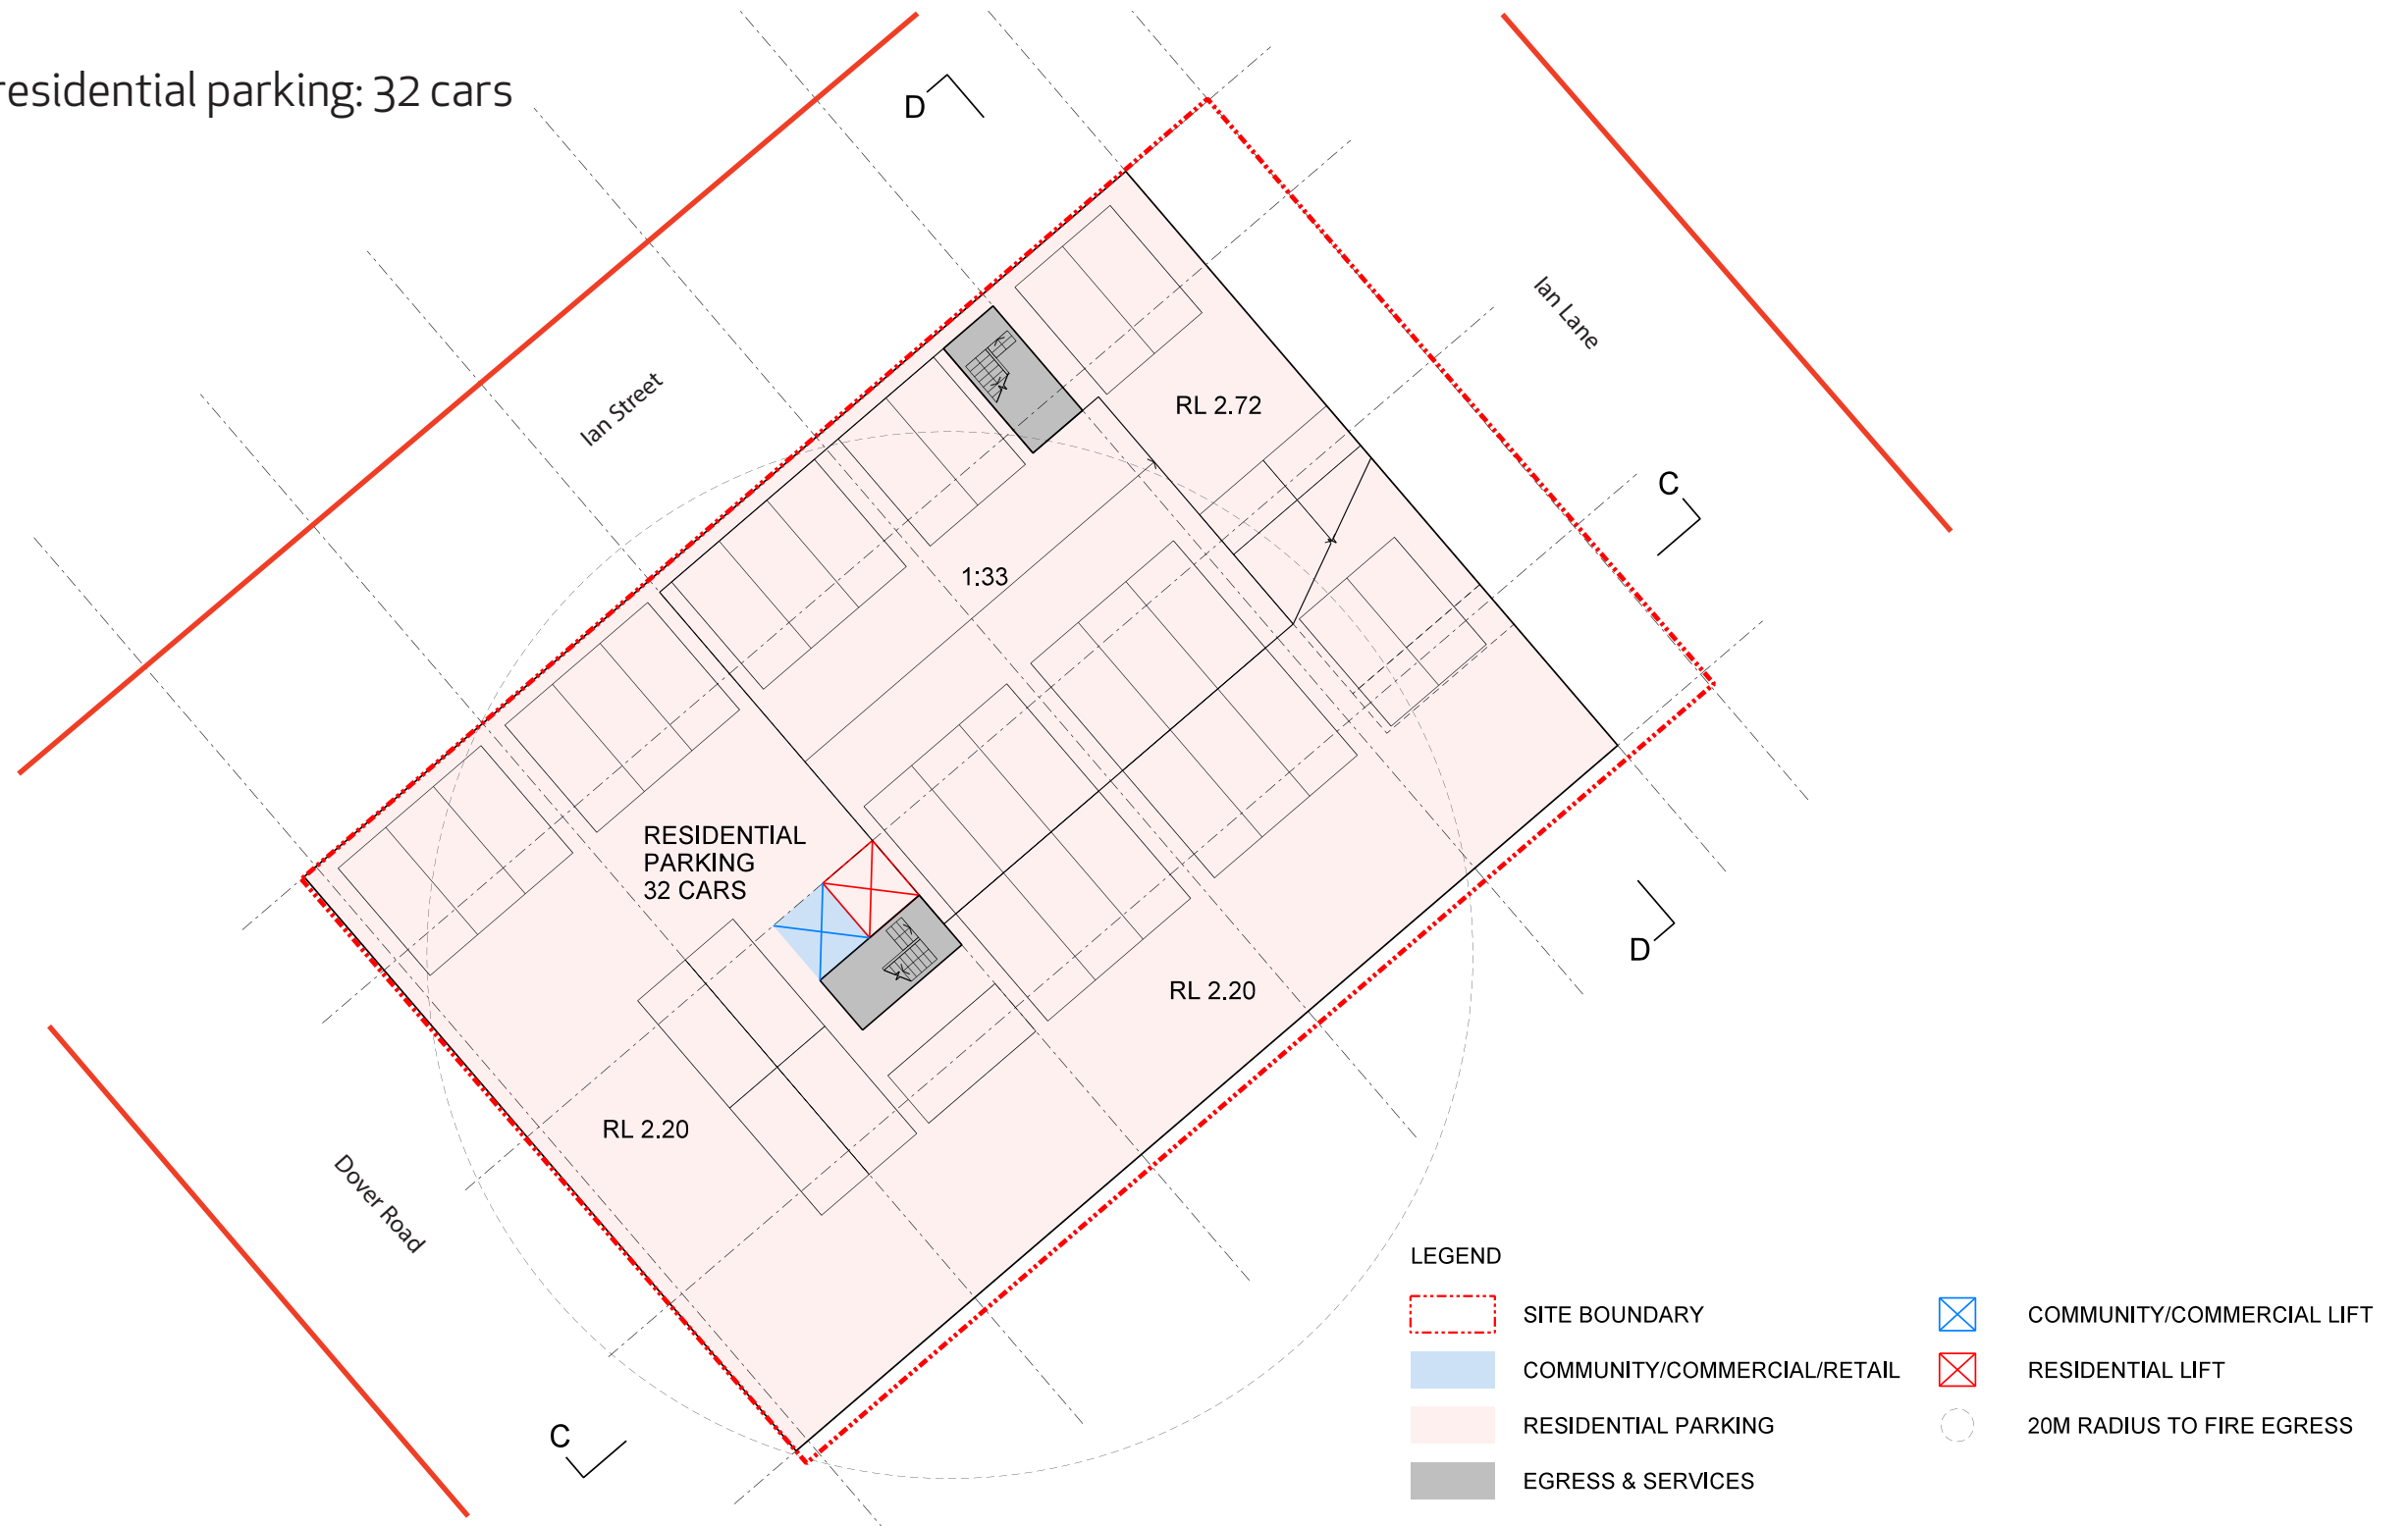 residential parking: 32 cars
D
Ian Street
Ian Lane
RL 2.72
C
1:33
RESIDENTIAL
PARKING
32 CARS
D
RL 2.20
RL 2.20
Dover Road
C
LEGEND
SITE BOUNDARY
COMMUNITY/COMMERCIAL/RETAIL
RESIDENTIAL PARKING
EGRESS & SERVICES
COMMUNITY/COMMERCIAL LIFT
RESIDENTIAL LIFT
20M RADIUS TO FIRE EGRESS